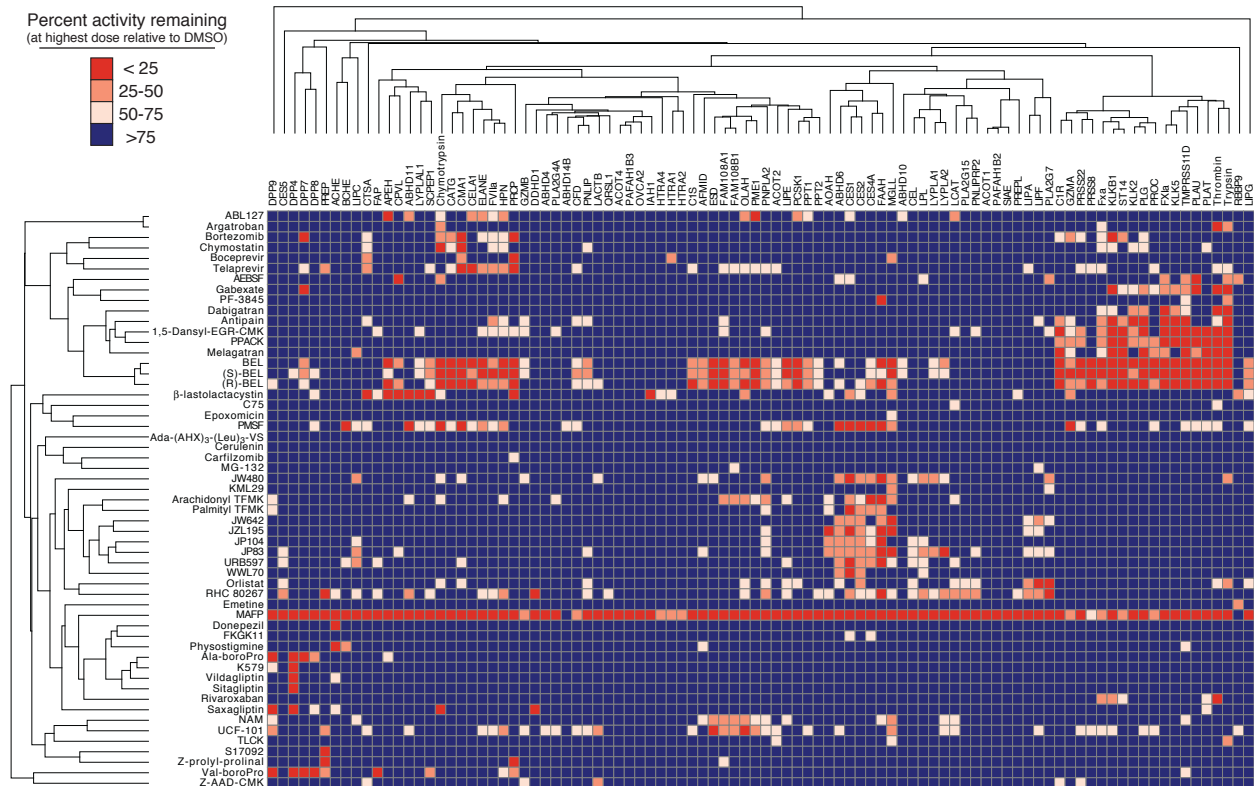 Percent activity remaining
(at highest dose relative to DMSO)
< 25
25-50
50-75
>75
DPP9
CES5
DPP4
DPP7
DPP8
PREP
ACHE
BCHE
LIPC
CTSA
FAP
APEH
CPVL
ABHD11
LYPLAL1
SCPEP1
Chymotrypsin
CATG
CMA1
CELA1
ELANE
FVIIa
HPN
PRCP
GZMB
DDHD1
ABHD4
PLA2G4A
ABHD14B
CFD
PNLIP
LACTB
QRSL1
ACOT4
PAFAH1B3
OVCA2
IAH1
HTRA4
HTRA1
HTRA2
C1S
AFMID
ESD
FAM108A1
FAM108B1
OLAH
PME1
PNPLA2
ACOT2
LIPE
PCSK1
PPT1
PPT2
AOAH
ABHD6
CES1
CES2
CES4A
FAAH
MGLL
ABHD10
CEL
LPL
LYPLA1
LYPLA2
LCAT
PLA2G15
PNLIPRP2
ACOT1
PAFAH1B2
SIAE
PREPL
LIPA
LIPF
PLA2G7
C1R
GZMA
PRSS22
PRSS8
Fxa
KLKB1
ST14
KLK2
PLG
PROC
FXIa
KLK5
TMPRSS11D
PLAU
PLAT
Thrombin
Trypsin
RBBP9
LIPG
ABL127
Argatroban
Bortezomib
Chymostatin
Boceprevir
Telaprevir
AEBSF
Gabexate
PF-3845
Dabigatran
Antipain
1,5-Dansyl-EGR-CMK
PPACK
Melagatran
BEL
(S)-BEL
(R)-BEL
β-lastolactacystin
C75
Epoxomicin
PMSF
Ada-(AHX)₃-(Leu)₃-VS
Cerulenin
Carfilzomib
MG-132
JW480
KML29
Arachidonyl TFMK
Palmityl TFMK
JW642
JZL195
JP104
JP83
URB597
WWL70
Orlistat
RHC 80267
Emetine
MAFP
Donepezil
FKGK11
Physostigmine
Ala-boroPro
K579
Vildagliptin
Sitagliptin
Rivaroxaban
Saxagliptin
NAM
UCF-101
TLCK
S17092
Z-prolyl-prolinal
Val-boroPro
Z-AAD-CMK